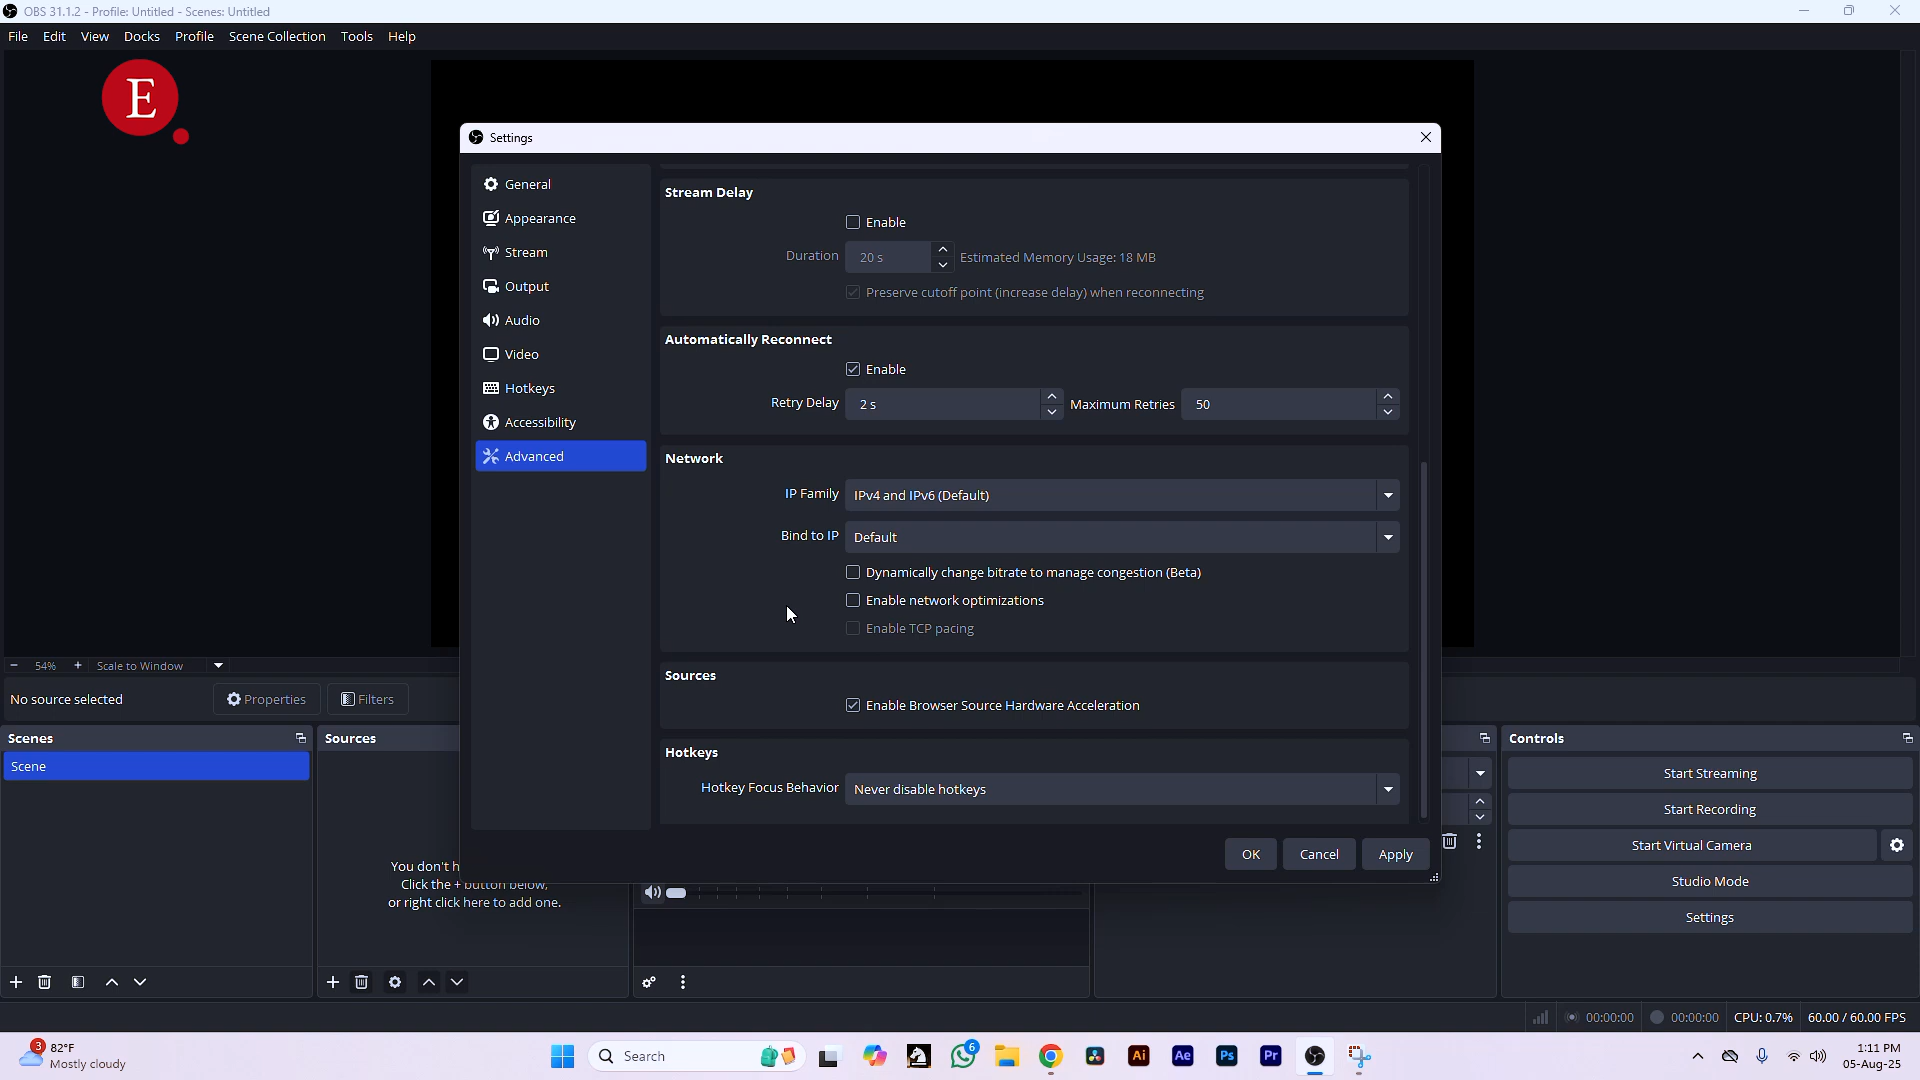 OBS 31.1.2 - Profile: Untitled - Scenes: Untitled
File Edit View Docks Profile Scene Collection Tools Help
E
Settings
General
Appearance
Stream
Output
Audio
Video
Hotkeys
Accessibility
Advanced
Stream Delay
Enable
Duration 20 s Estimated Memory Usage: 18 MB
Preserve cutoff point (increase delay) when reconnecting
Automatically Reconnect
Enable
Retry Delay 2 s Maximum Retries 50
Network
IP Family IPv4 and IPv6 (Default)
Bind to IP Default
Dynamically change bitrate to manage congestion (Beta)
Enable network optimizations
Enable TCP pacing
Sources
Enable Browser Source Hardware Acceleration
Hotkeys
Hotkey Focus Behavior Never disable hotkeys
OK Cancel Apply
54% Scale to Window
No source selected Properties Filters
Scenes
Scene
Sources
You don't h
Click the + button below,
or right click here to add one.
Controls
Start Streaming
Start Recording
Start Virtual Camera
Studio Mode
Settings
00:00:00 00:00:00 CPU: 0.7% 60.00 / 60.00 FPS
3
82°F
Mostly cloudy
Search
6
Ai Ae Ps Pr
1:11 PM
05-Aug-25